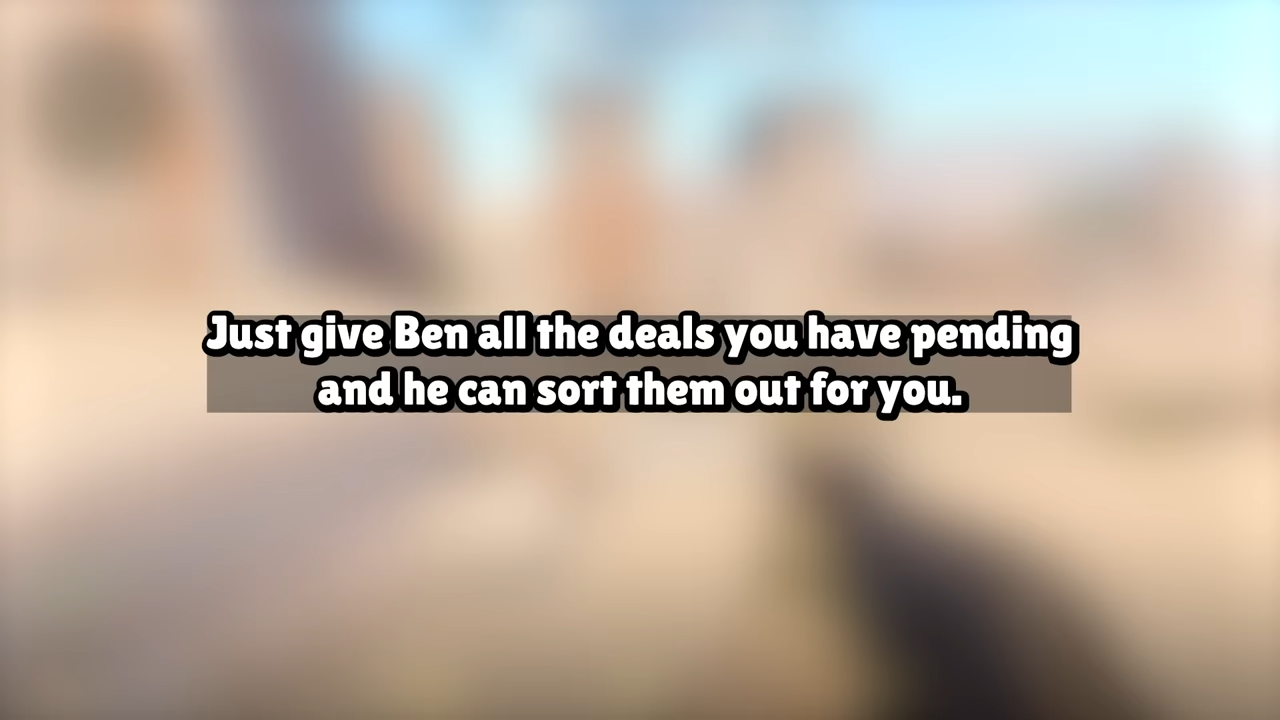 Just give Ben all the deals you have pending
and he can sort them out for you.